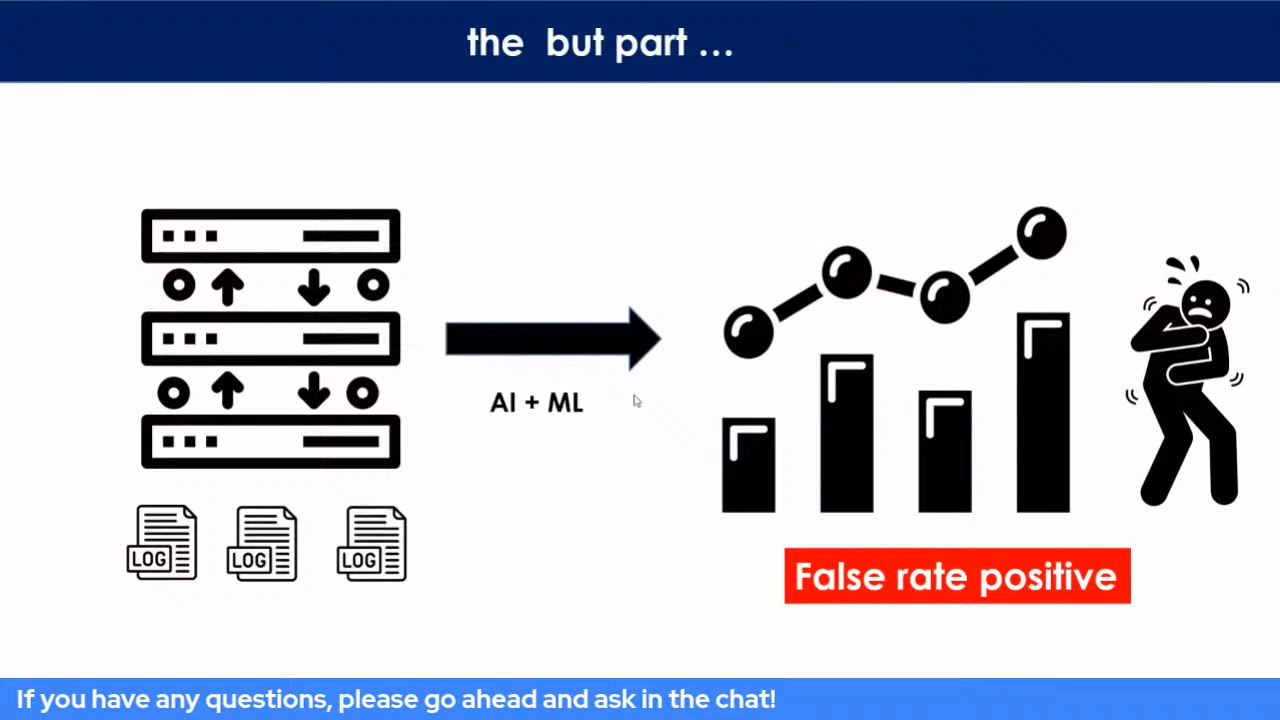 the but part ...
AI + ML
LOG LOG LOG
False rate positive
If you have any questions, please go ahead and ask in the chat!